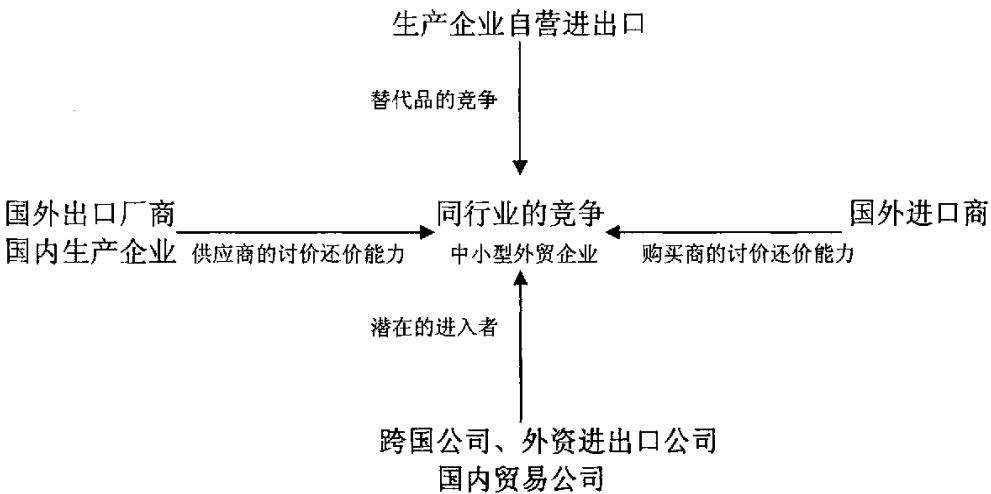 生产企业自营进出口
替代品的竞争
国外出口厂商
国内生产企业
供应商的讨价还价能力
同行业的竞争
中小型外贸企业
国外进口商
购买商的讨价还价能力
潜在的进入者
跨国公司、外资进出口公司
国内贸易公司